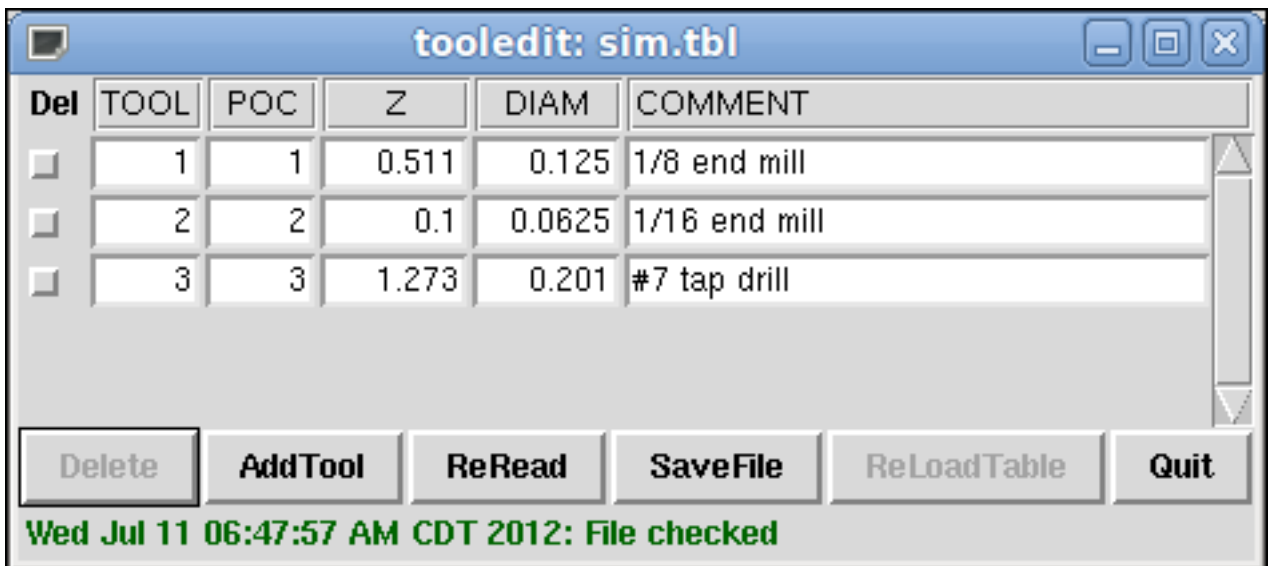 tooledit: sim.tbl
Del TOOL POC Z DIAM COMMENT
1 1 0.511 0.125 1/8 end mill
2 2 0.1 0.0625 1/16 end mill
3 3 1.273 0.201 #7 tap drill
Delete AddTool ReRead SaveFile ReLoadTable Quit
Wed Jul 11 06:47:57 AM CDT 2012: File checked